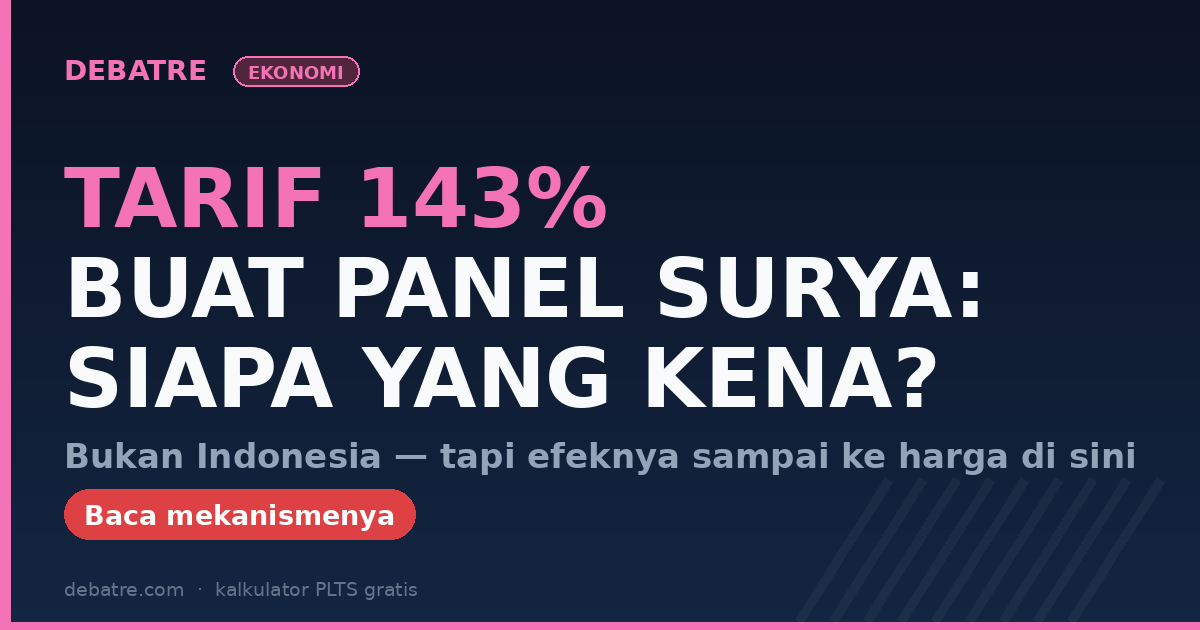 DEBATRE EKONOMI
TARIF 143%
BUAT PANEL SURYA:
SIAPA YANG KENA?
Bukan Indonesia — tapi efeknya sampai ke harga di sini
Baca mekanismenya
debatre.com · kalkulator PLTS gratis